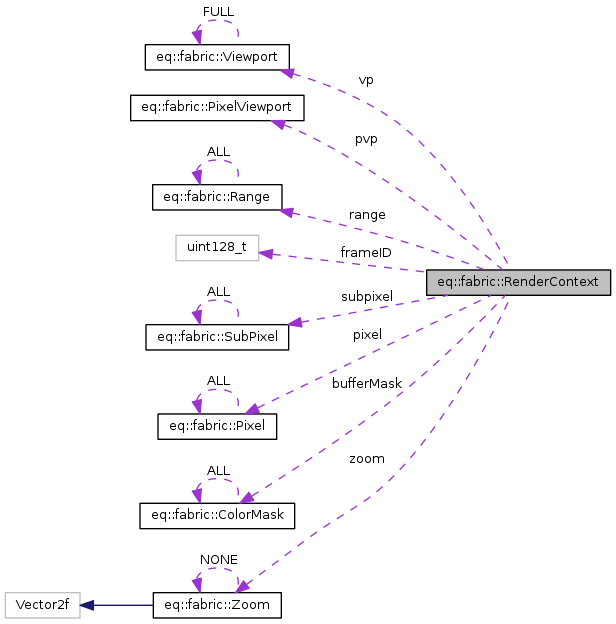 FULL
eq::fabric::Viewport
vp
eq::fabric::PixelViewport
pvp
ALL
eq::fabric::Range
range
uint128_t
frameID
eq::fabric::RenderContext
subpixel
ALL
eq::fabric::SubPixel
pixel
ALL
bufferMask
eq::fabric::Pixel
zoom
ALL
eq::fabric::ColorMask
NONE
Vector2f
eq::fabric::Zoom